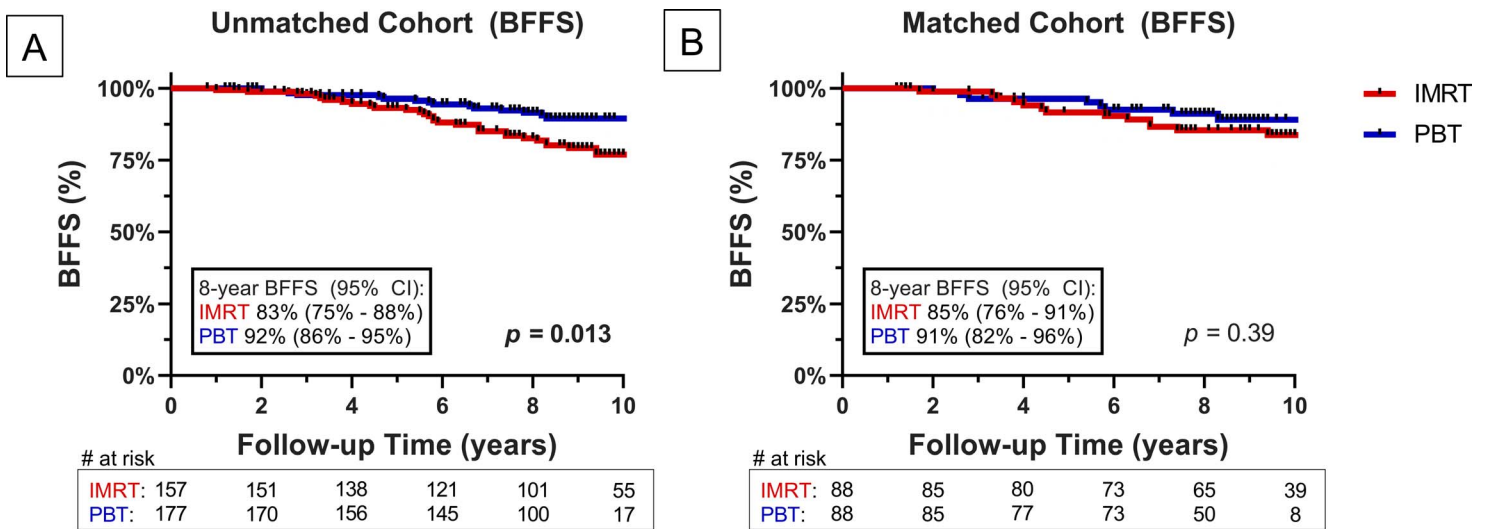 A
Unmatched Cohort (BFFS)
100%
75%
50%
25%
0%
BFFS (%)
8-year BFFS (95% CI):
IMRT 83% (75% - 88%)
PBT 92% (86% - 95%)
p = 0.013
0 2 4 6 8 10
Follow-up Time (years)
# at risk
IMRT: 157 151 138 121 101 55
PBT: 177 170 156 145 100 17
B
Matched Cohort (BFFS)
100%
75%
50%
25%
0%
BFFS (%)
8-year BFFS (95% CI):
IMRT 85% (76% - 91%)
PBT 91% (82% - 96%)
p = 0.39
0 2 4 6 8 10
Follow-up Time (years)
# at risk
IMRT: 88 85 80 73 65 39
PBT: 88 85 77 73 50 8
IMRT
PBT